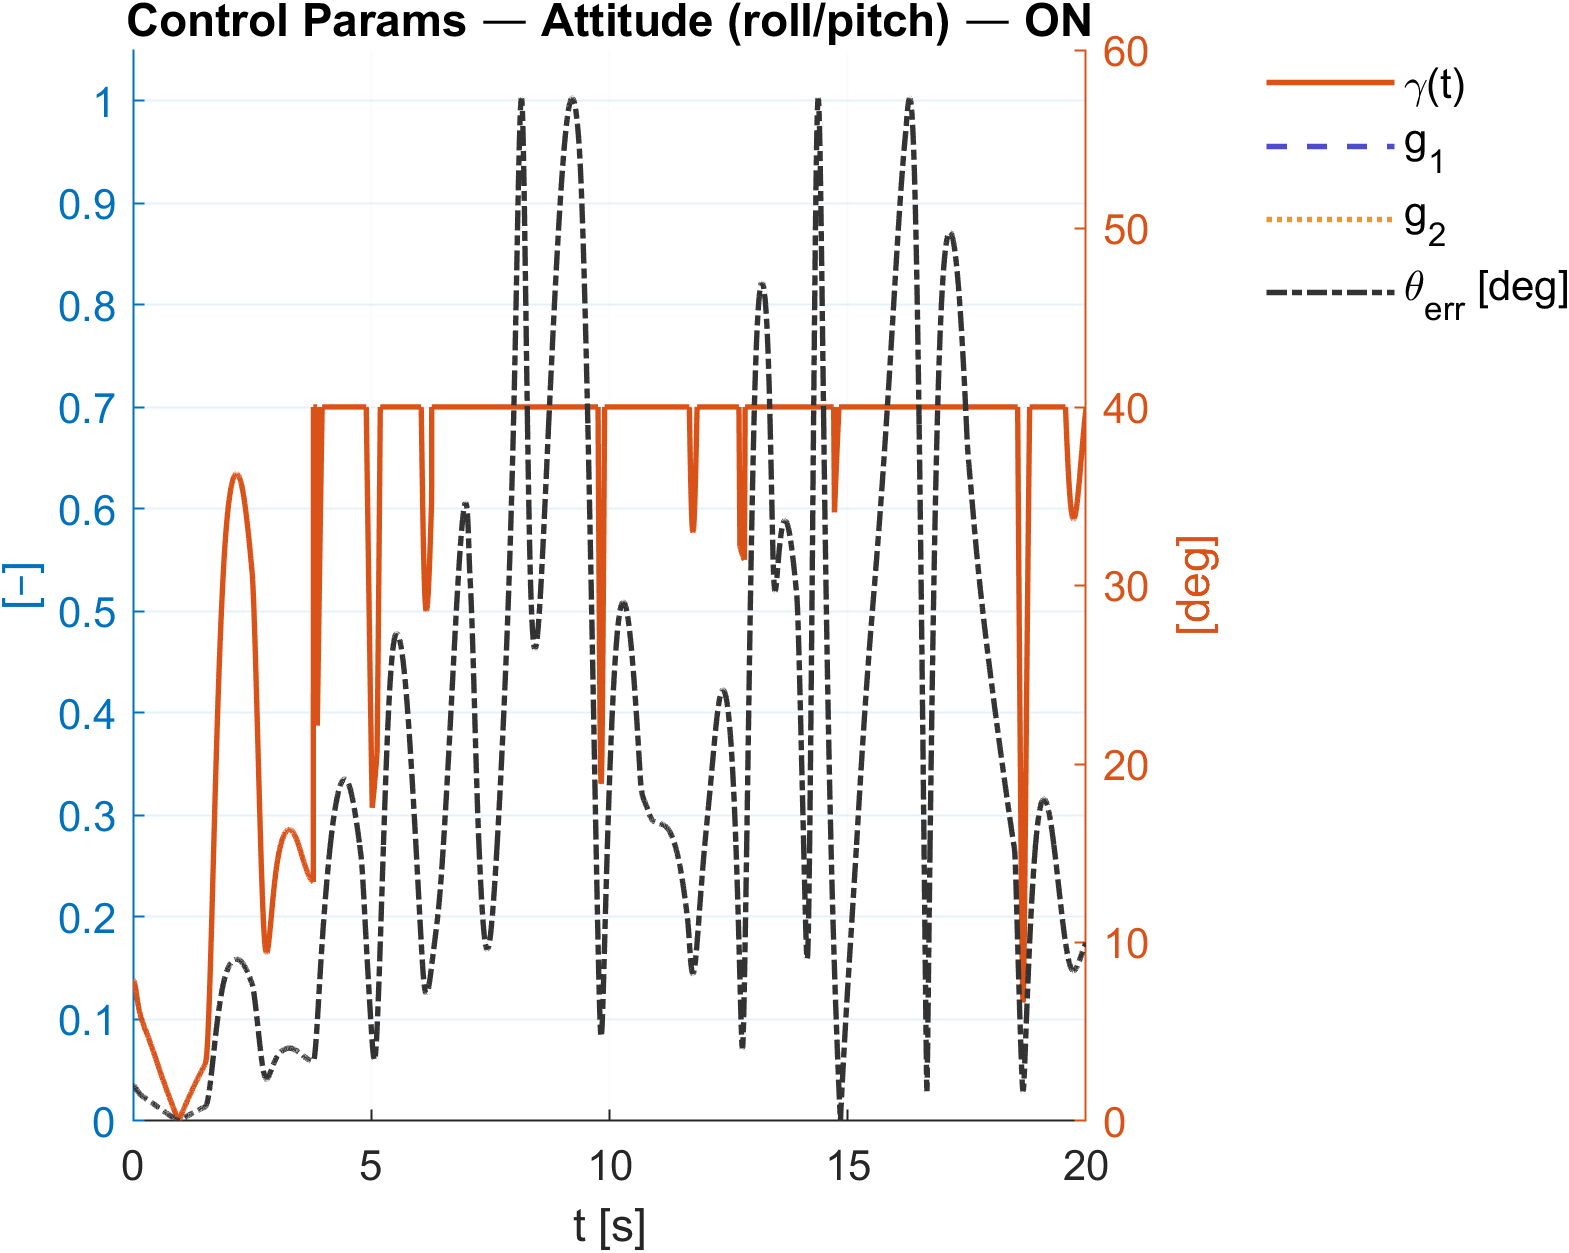 Control Params — Attitude (roll/pitch) — ON
γ(t)
g1
g2
θerr [deg]
[−]
1
0.9
0.8
0.7
0.6
0.5
0.4
0.3
0.2
0.1
0
60
50
40
30
20
10
0
[deg]
0 5 10 15 20
t [s]